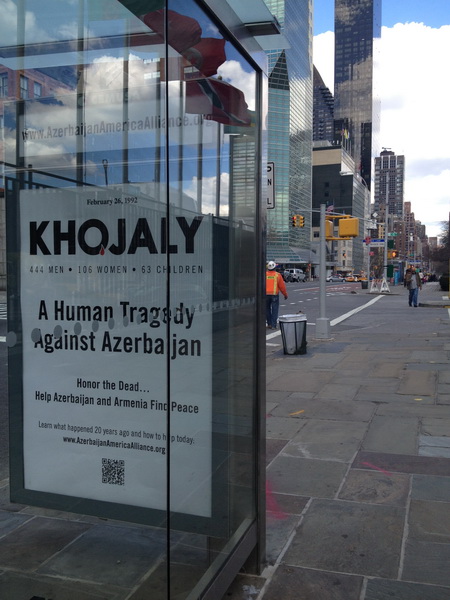 www.AzerbaijanAmericaAlliance.org
February 26, 1992
KHOJALY
444 MEN • 106 WOMEN • 63 CHILDREN
A Human Tragedy
Against Azerbaijan
Honor the Dead...
Help Azerbaijan and Armenia Find Peace
Learn what happened 20 years ago and how to help today.
www.AzerbaijanAmericaAlliance.org